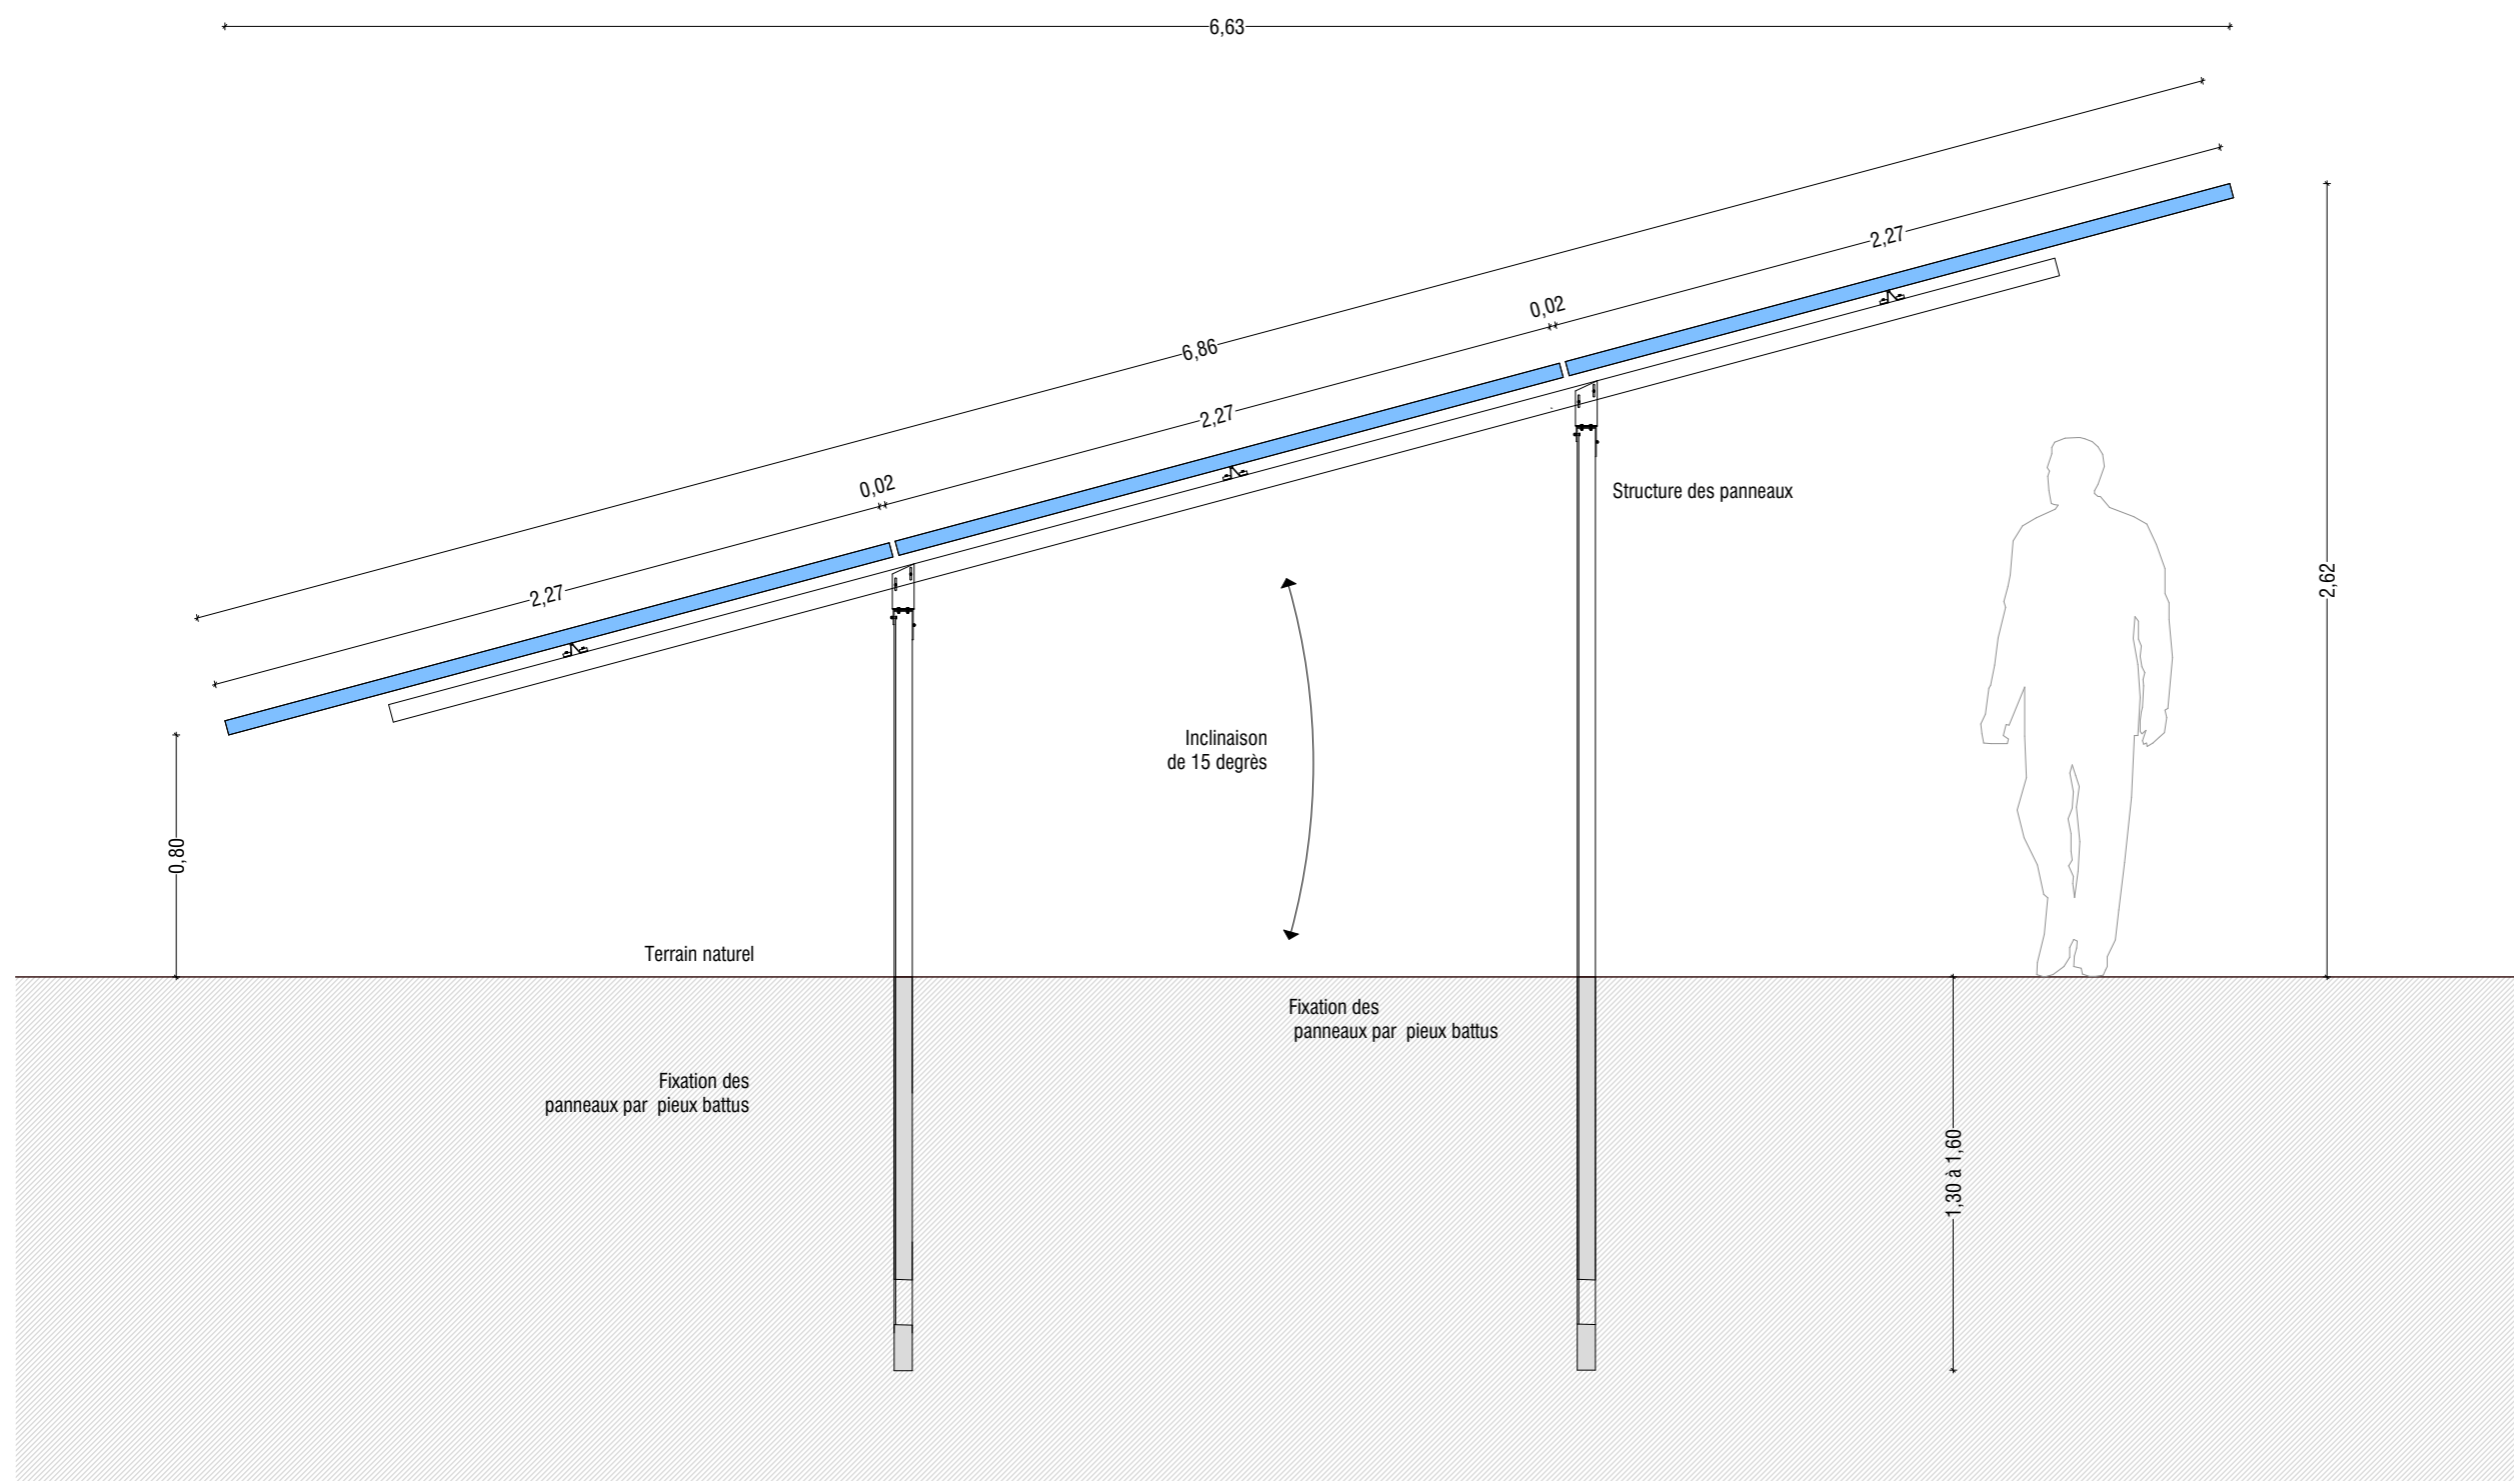 6,63
6,86
2,27
0,02
2,27
0,02
2,27
2,62
Structure des panneaux
Inclinaison
de 15 degrès
0,80
Terrain naturel
Fixation des
panneaux par  pieux battus
Fixation des
panneaux par  pieux battus
1,30 à 1,60